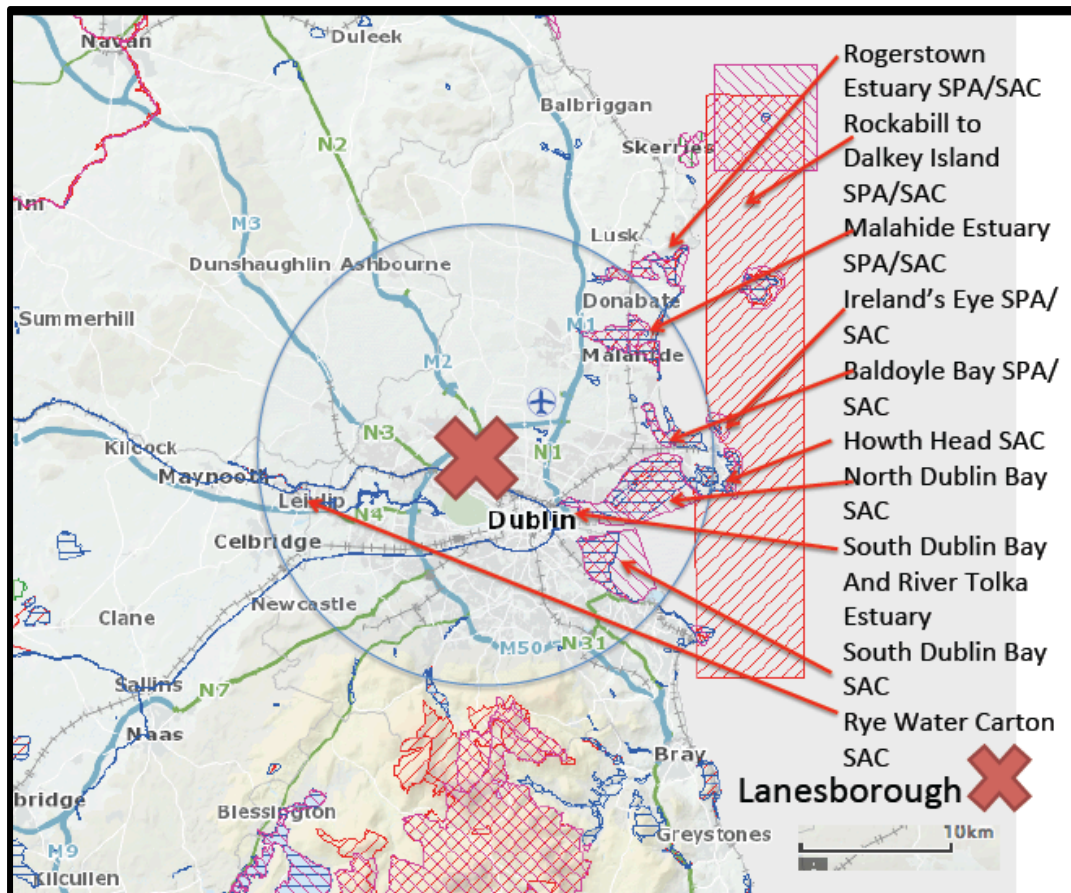 Navan
Duleek
Balbriggan
N2
Skerries
M3
Lusk
Dunshaughlin
Ashbourne
Donabate
Summerhill
M1
Malahide
M2
N3
N1
Kilcock
Maynooth
Leixlip
N4
Dublin
Celbridge
Newcastle
Clane
M50
N31
Sallins
N7
Naas
Bray
bridge
Blessington
Greystones
M9
Kilcullen
Rogerstown
Estuary SPA/SAC
Rockabill to
Dalkey Island
SPA/SAC
Malahide Estuary
SPA/SAC
Ireland's Eye SPA/
SAC
Baldoyle Bay SPA/
SAC
Howth Head SAC
North Dublin Bay
SAC
South Dublin Bay
And River Tolka
Estuary
South Dublin Bay
SAC
Rye Water Carton
SAC
Lanesborough
10km